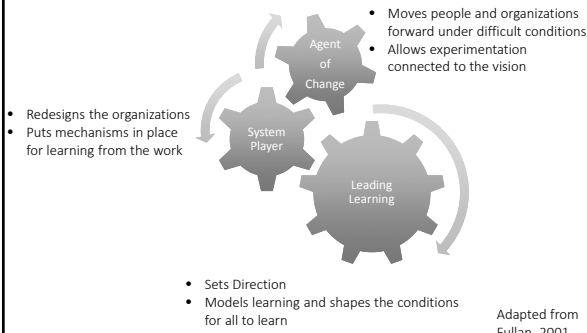 • Moves people and organizations
forward under difficult conditions
• Allows experimentation
connected to the vision
Agent
of
Change
• Redesigns the organizations
• Puts mechanisms in place
for learning from the work
System
Player
Leading
Learning
• Sets Direction
• Models learning and shapes the conditions
for all to learn
Adapted from
Fullan, 2001